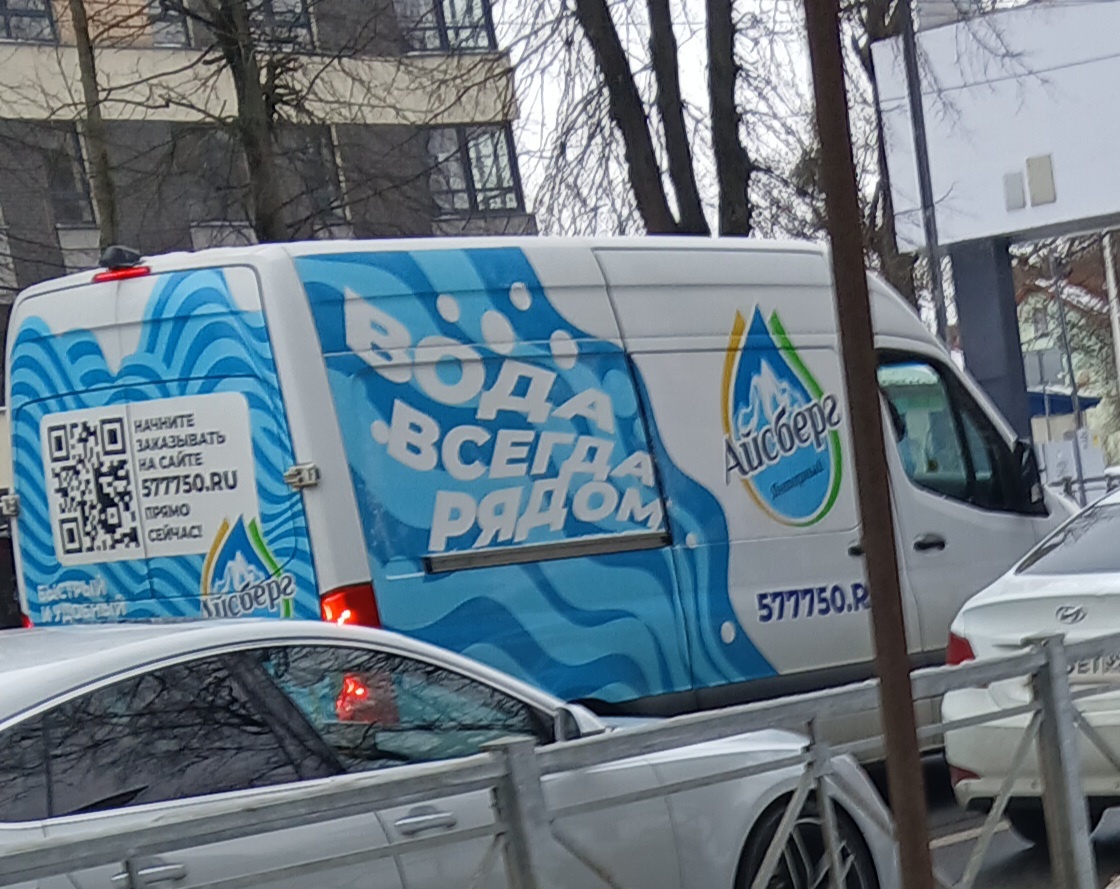 НАЧНИТЕ
ЗАКАЗЫВАТЬ
НА САЙТЕ
577750.RU
ПРЯМО
СЕЙЧАС!
Айсберг
БЫСТРЫЙ
И УДОБНЫЙ
ВОДА
ВСЕГДА
РЯДОМ
Айсберг
577750.R